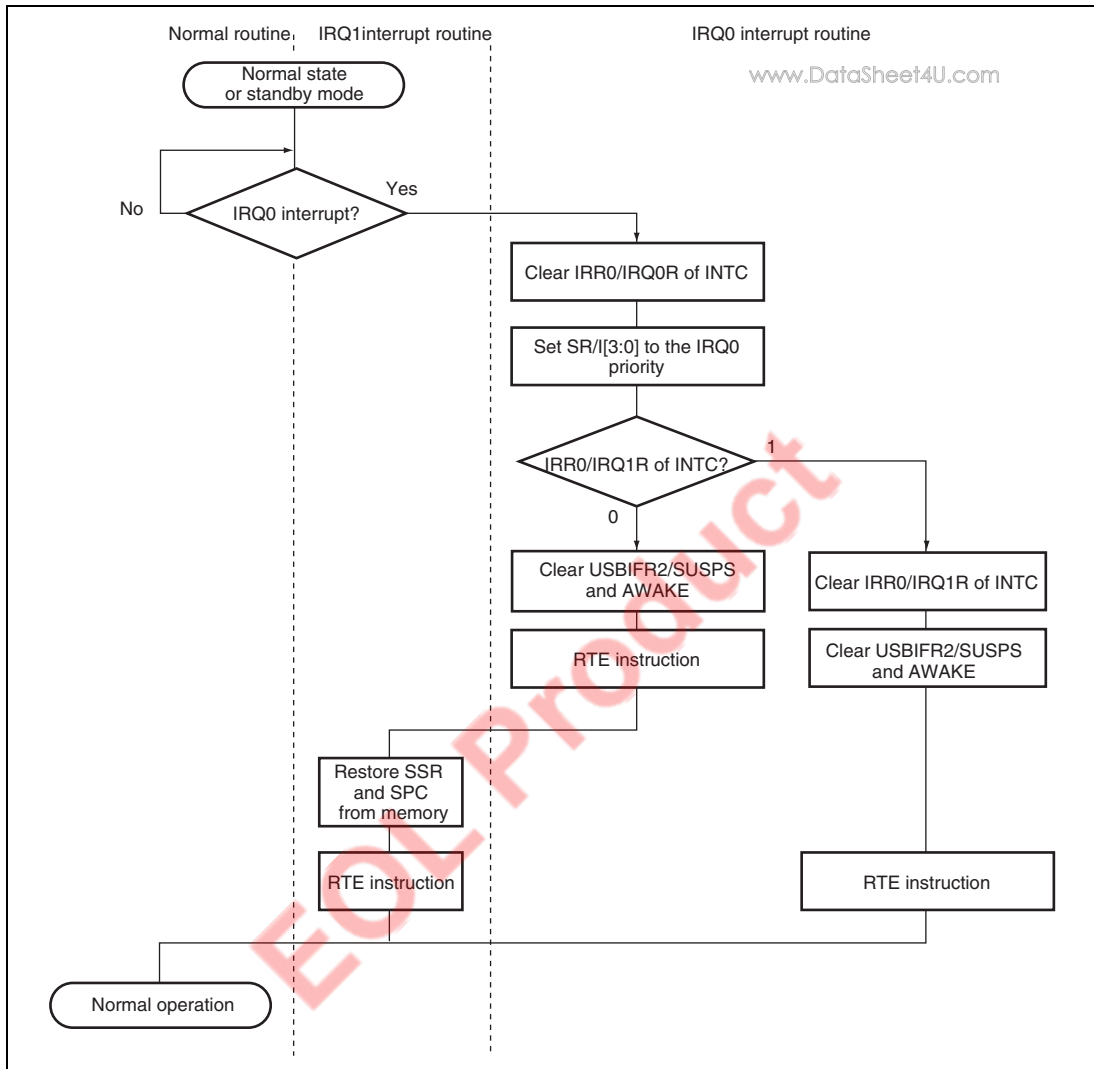 Normal routine
IRQ1interrupt routine
IRQ0 interrupt routine
www.DataSheet4U.com
Normal state
or standby mode
No
IRQ0 interrupt?
Yes
Clear IRR0/IRQ0R of INTC
Set SR/I[3:0] to the IRQ0
priority
IRR0/IRQ1R of INTC?
1
0
Clear USBIFR2/SUSPS
and AWAKE
Clear IRR0/IRQ1R of INTC
RTE instruction
Clear USBIFR2/SUSPS
and AWAKE
Restore SSR
and SPC
from memory
RTE instruction
RTE instruction
Normal operation
EOL Product